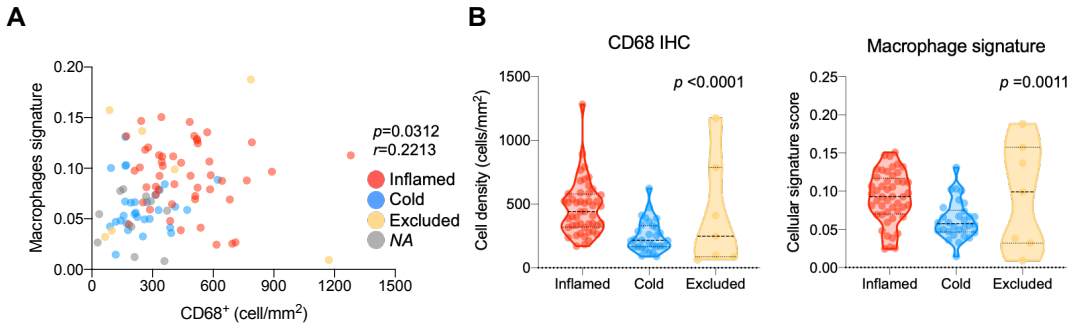 A
Macrophages signature
0.20
0.15
0.10
0.05
0.00
0
300
600
900
1200
1500
CD68+ (cell/mm2)
p=0.0312
r=0.2213
Inflamed
Cold
Excluded
NA
B
CD68 IHC
p <0.0001
Cell density (cells/mm2)
1500
1000
500
0
Inflamed
Cold
Excluded
Macrophage signature
p =0.0011
Cellular signature score
0.25
0.20
0.15
0.10
0.05
0.00
Inflamed
Cold
Excluded